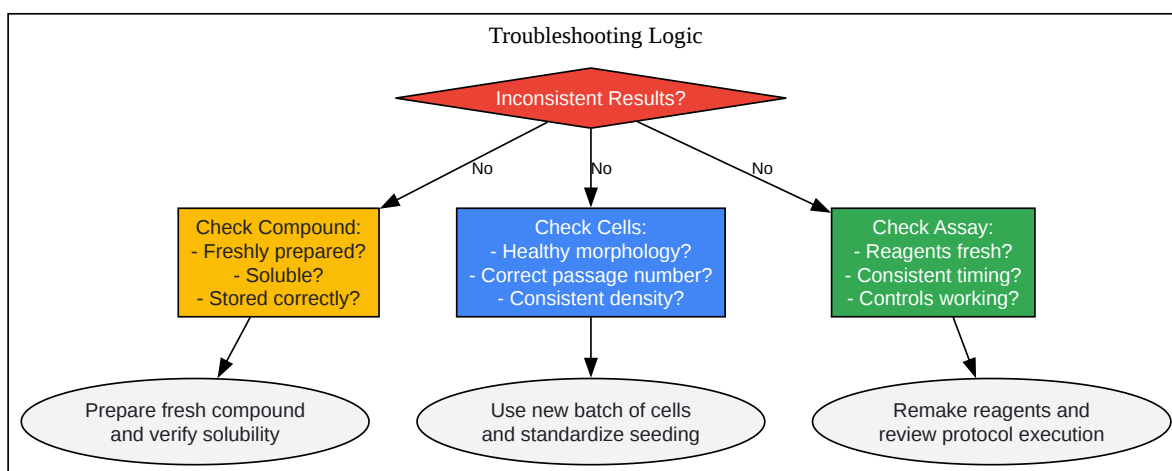 Troubleshooting Logic
Inconsistent Results?
No
No
No
Check Compound:
- Freshly prepared?
- Soluble?
- Stored correctly?
Check Cells:
- Healthy morphology?
- Correct passage number?
- Consistent density?
Check Assay:
- Reagents fresh?
- Consistent timing?
- Controls working?
Prepare fresh compound
and verify solubility
Use new batch of cells
and standardize seeding
Remake reagents and
review protocol execution